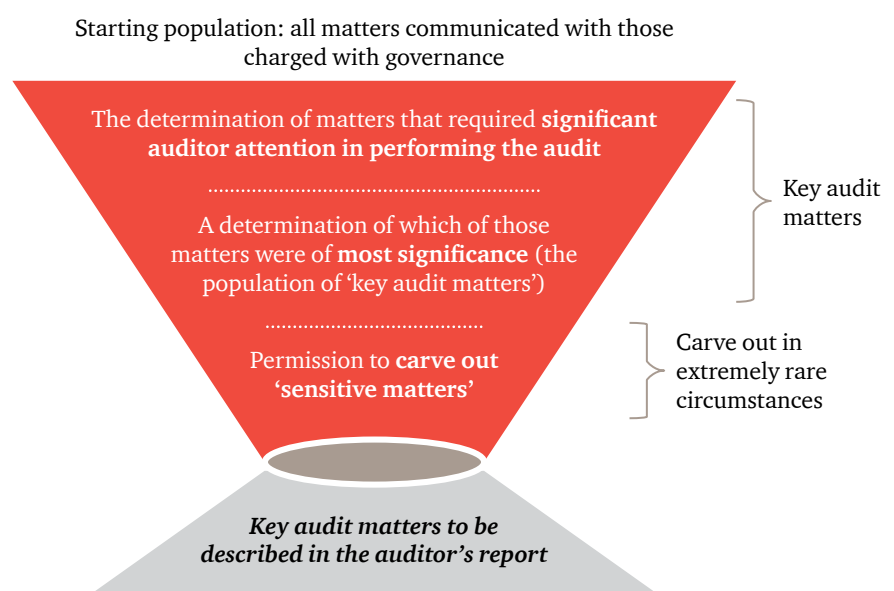 Starting population: all matters communicated with those
charged with governance
The determination of matters that required significant
auditor attention in performing the audit
A determination of which of those
matters were of most significance (the
population of ‘key audit matters’)
Permission to carve out
‘sensitive matters’
Key audit
matters
Carve out in
extremely rare
circumstances
Key audit matters to be
described in the auditor’s report